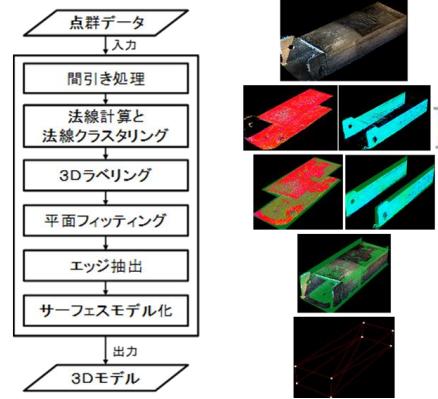 点群データ
入力
間引き処理
法線計算と
法線クラスタリング
3Dラベリング
平面フィッティング
エッジ抽出
サーフェスモデル化
出力
3Dモデル